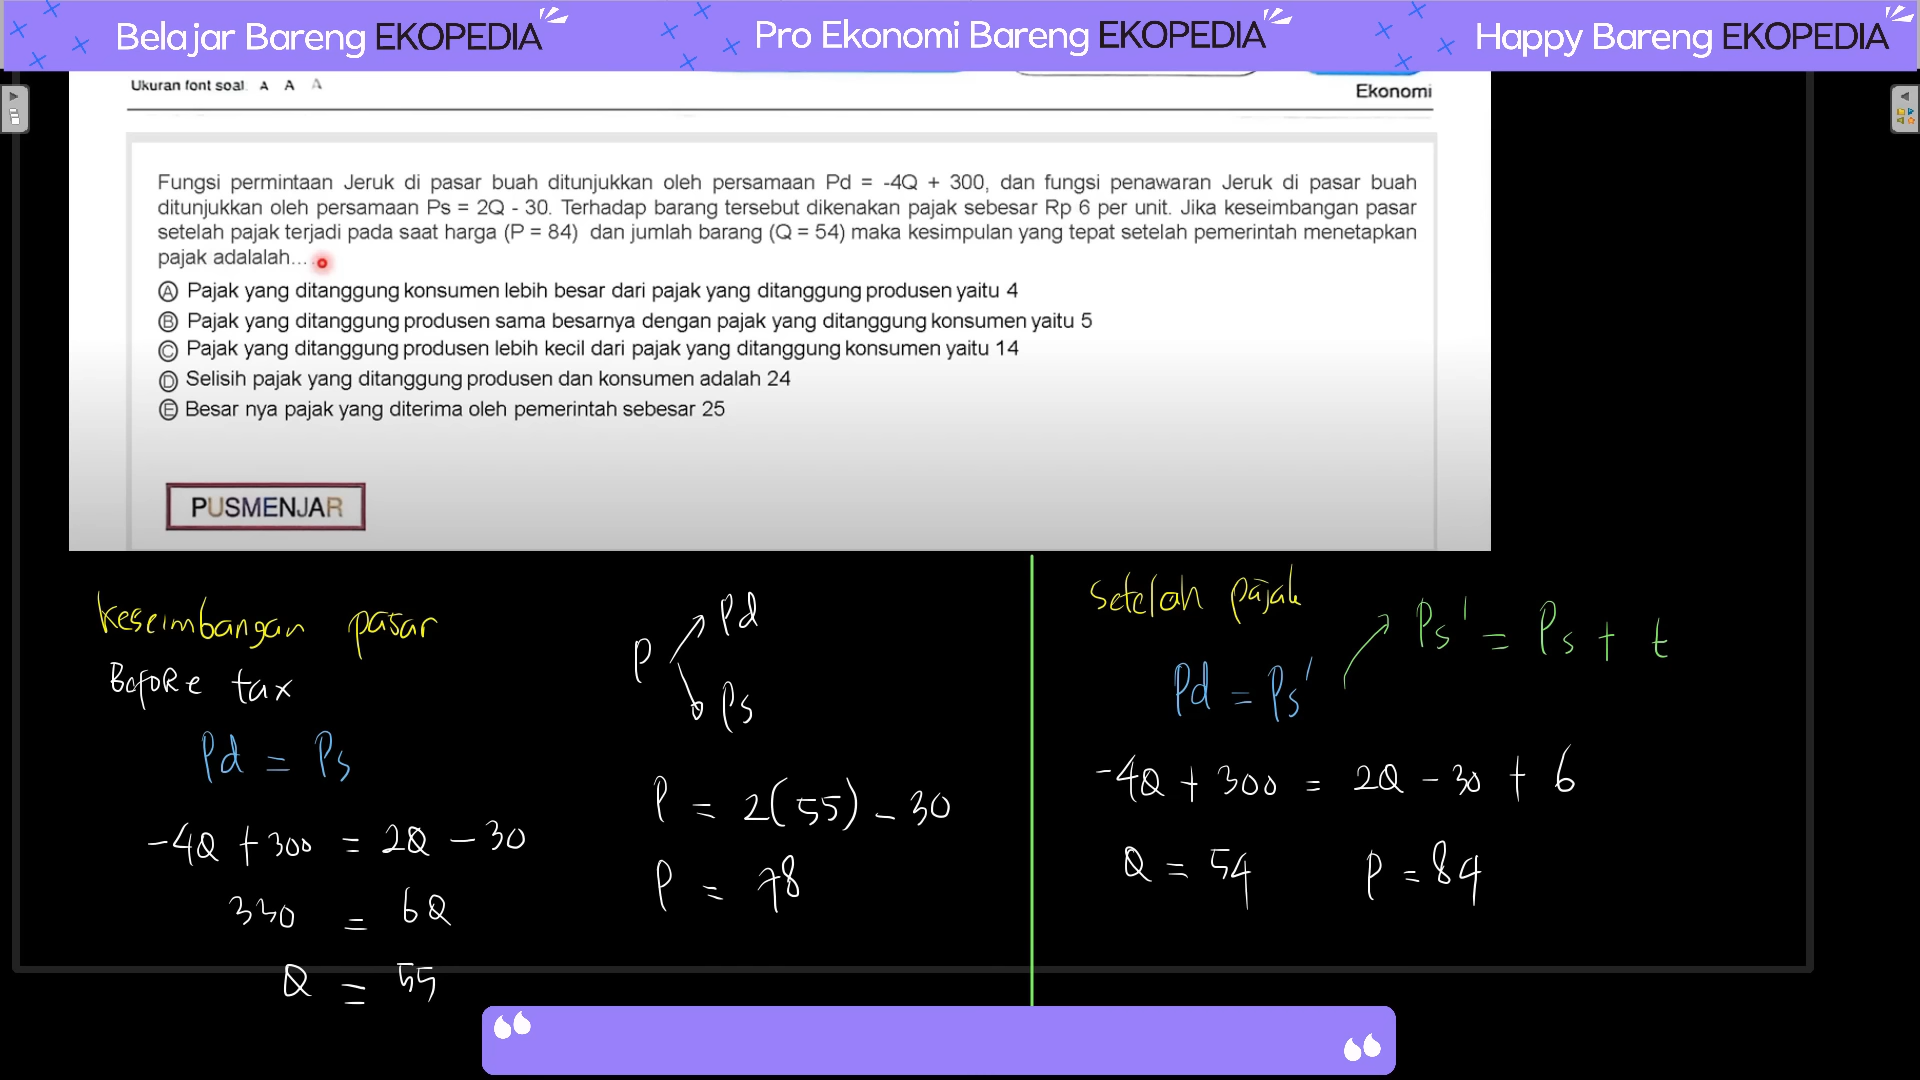 Belajar Bareng EKOPEDIA
Pro Ekonomi Bareng EKOPEDIA
Happy Bareng EKOPEDIA
Ukuran font soal A A A
Ekonomi
Fungsi permintaan Jeruk di pasar buah ditunjukkan oleh persamaan Pd = -4Q + 300, dan fungsi penawaran Jeruk di pasar buah
ditunjukkan oleh persamaan Ps = 2Q - 30. Terhadap barang tersebut dikenakan pajak sebesar Rp 6 per unit. Jika keseimbangan pasar
setelah pajak terjadi pada saat harga (P = 84) dan jumlah barang (Q = 54) maka kesimpulan yang tepat setelah pemerintah menetapkan
pajak adalalah....
A Pajak yang ditanggung konsumen lebih besar dari pajak yang ditanggung produsen yaitu 4
B Pajak yang ditanggung produsen sama besarnya dengan pajak yang ditanggung konsumen yaitu 5
C Pajak yang ditanggung produsen lebih kecil dari pajak yang ditanggung konsumen yaitu 14
D Selisih pajak yang ditanggung produsen dan konsumen adalah 24
E Besar nya pajak yang diterima oleh pemerintah sebesar 25
PUSMENJAR
keseimbangan pasar
BefoRe tax
Pd = Ps
-4Q + 300 = 2Q - 30
330 = 6Q
Q = 55
P
Pd
Ps
P = 2(55) - 30
P = 78
Setelah pajak
Ps' = Ps + t
Pd = Ps'
-4Q + 300 = 2Q - 30 + 6
Q = 54 P = 84